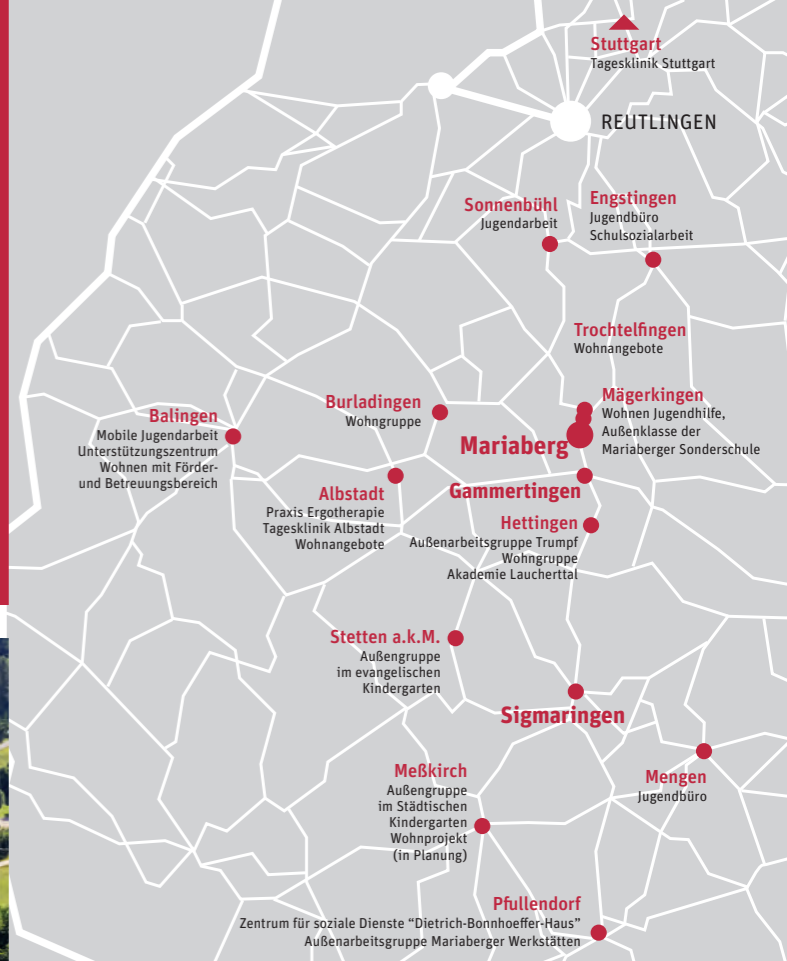 Stuttgart
Tagesklinik Stuttgart
REUTLINGEN
Sonnenbühl
Jugendarbeit
Engstingen
Jugendbüro
Schulsozialarbeit
Trochtelfingen
Wohnangebote
Mägerkingen
Wohnen Jugendhilfe,
Außenklasse der
Mariaberger Sonderschule
Burladingen
Wohngruppe
Balingen
Mobile Jugendarbeit
Unterstützungszentrum
Wohnen mit Förder-
und Betreuungsbereich
Mariaberg
Gammertingen
Albstadt
Praxis Ergotherapie
Tagesklinik Albstadt
Wohnangebote
Hettingen
Außenarbeitsgruppe Trumpf
Wohngruppe
Akademie Laucherttal
Stetten a.k.M.
Außengruppe
im evangelischen
Kindergarten
Sigmaringen
Meßkirch
Außengruppe
im Städtischen
Kindergarten
Wohnprojekt
(in Planung)
Mengen
Jugendbüro
Pfullendorf
Zentrum für soziale Dienste “Dietrich-Bonnhoeffer-Haus”
Außenarbeitsgruppe Mariaberger Werkstätten